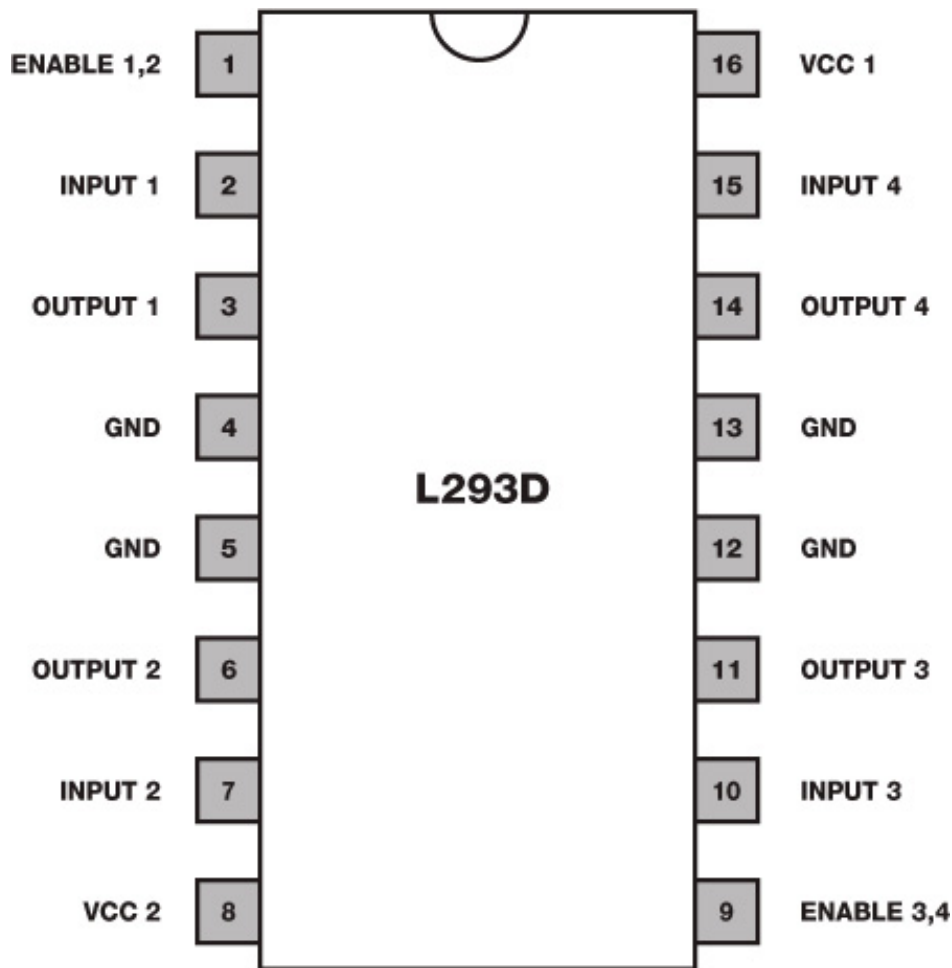 ENABLE 1,2 1 16 VCC 1
INPUT 1 2 15 INPUT 4
OUTPUT 1 3 14 OUTPUT 4
GND 4 13 GND
L293D
GND 5 12 GND
OUTPUT 2 6 11 OUTPUT 3
INPUT 2 7 10 INPUT 3
VCC 2 8 9 ENABLE 3,4